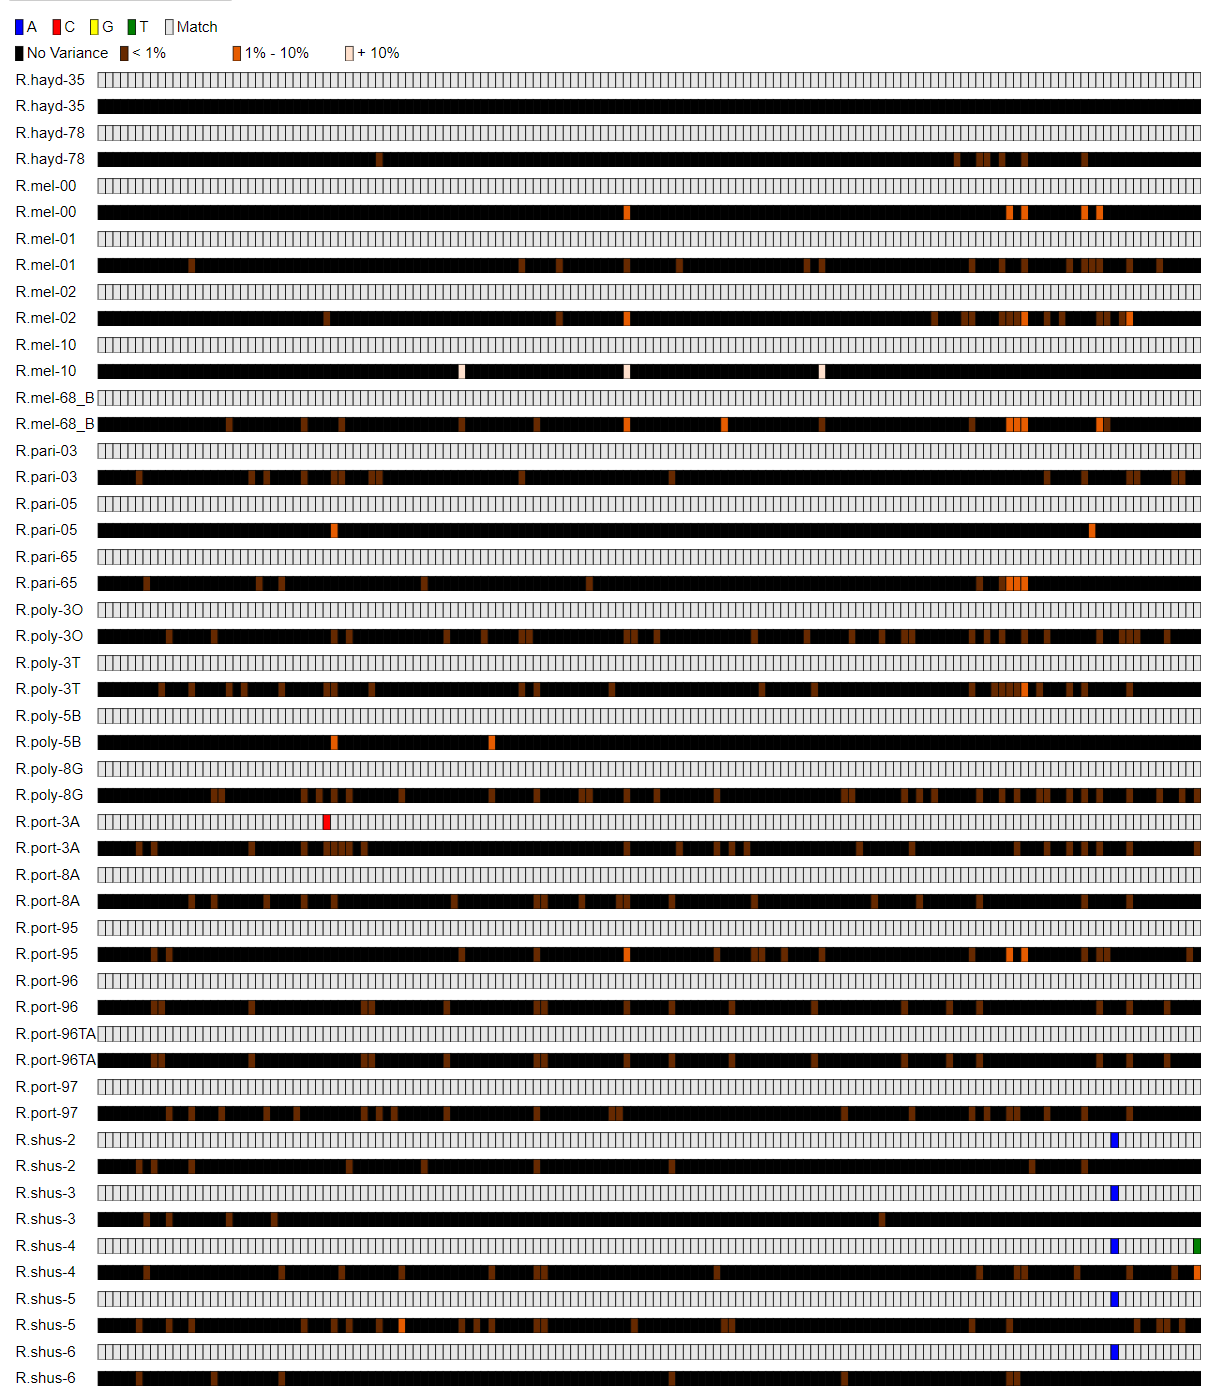 A C G T Match
No Variance < 1% 1% - 10% + 10%
R.hayd-35
R.hayd-35
R.hayd-78
R.hayd-78
R.mel-00
R.mel-00
R.mel-01
R.mel-01
R.mel-02
R.mel-02
R.mel-10
R.mel-10
R.mel-68_B
R.mel-68_B
R.pari-03
R.pari-03
R.pari-05
R.pari-05
R.pari-65
R.pari-65
R.poly-3O
R.poly-3O
R.poly-3T
R.poly-3T
R.poly-5B
R.poly-5B
R.poly-8G
R.poly-8G
R.port-3A
R.port-3A
R.port-8A
R.port-8A
R.port-95
R.port-95
R.port-96
R.port-96
R.port-96TA
R.port-96TA
R.port-97
R.port-97
R.shus-2
R.shus-2
R.shus-3
R.shus-3
R.shus-4
R.shus-4
R.shus-5
R.shus-5
R.shus-6
R.shus-6